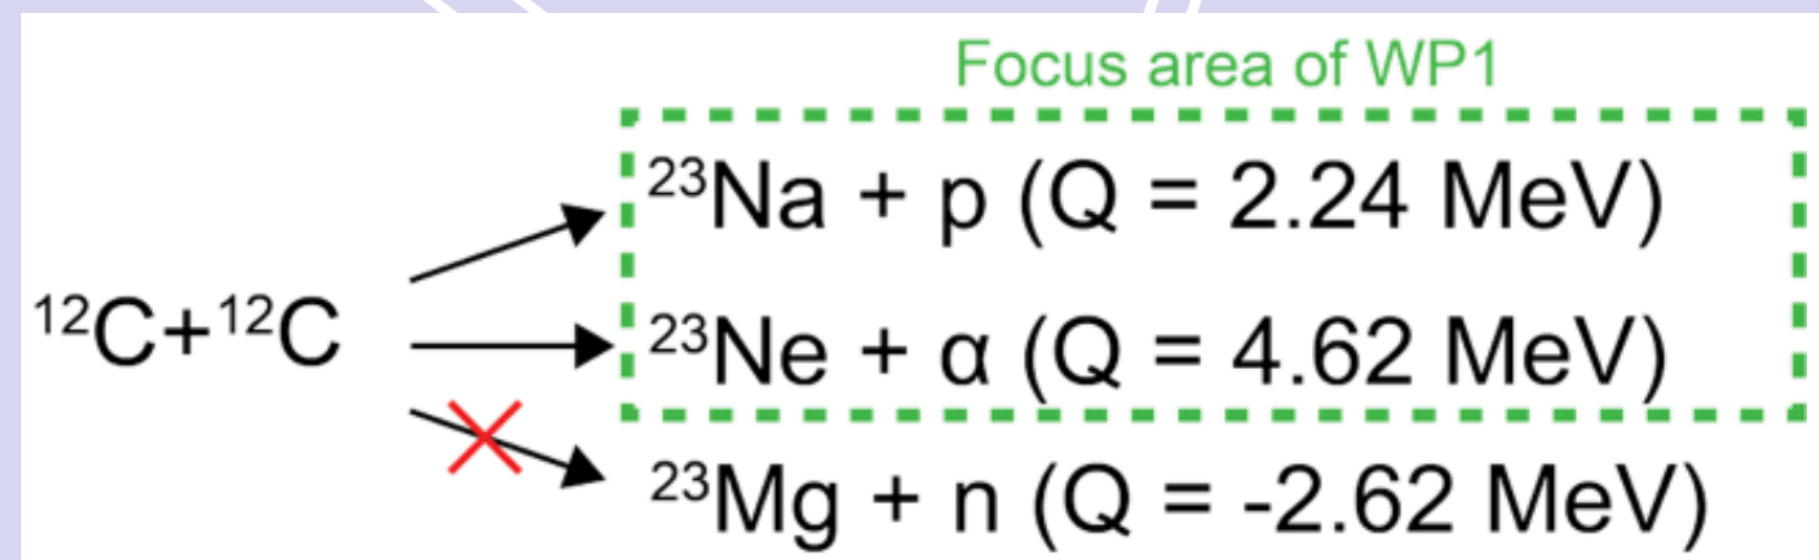 Focus area of WP1
²³Na + p (Q = 2.24 MeV)
¹²C+¹²C
²³Ne + α (Q = 4.62 MeV)
²³Mg + n (Q = -2.62 MeV)